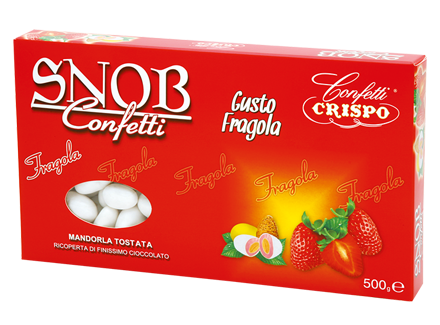 SNOB
Confetti
Gusto
Fragola
Confetti®
CRISPO
Fragola
Fragola
Fragola
Fragola
Fragola
MANDORLA TOSTATA
RICOPERTA DI FINISSIMO CIOCCOLATO
500g e